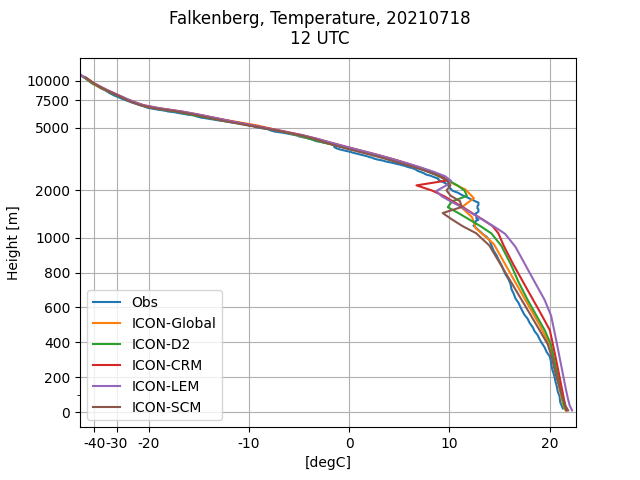 Falkenberg, Temperature, 20210718
12 UTC
10000
7500
5000
2000
1000
800
600
400
200
0
Height [m]
Obs
ICON-Global
ICON-D2
ICON-CRM
ICON-LEM
ICON-SCM
-40 -30 -20 -10 0 10 20
[degC]